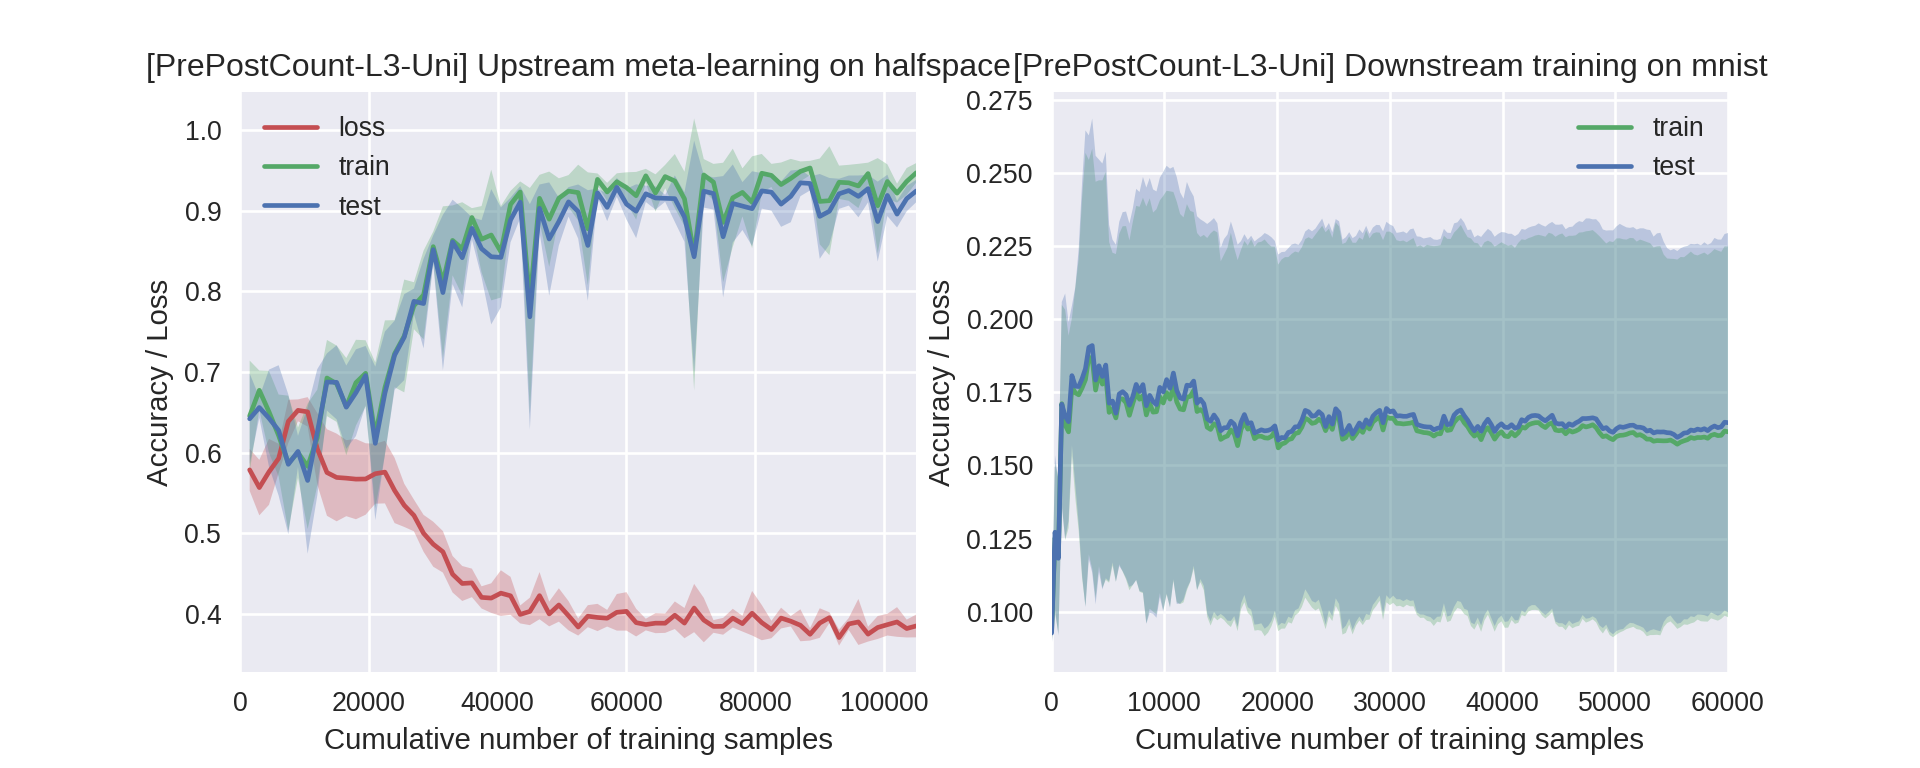 [PrePostCount-L3-Uni] Upstream meta-learning on halfspace
1.0
0.9
0.8
0.7
0.6
0.5
0.4
Accuracy / Loss
loss
train
test
0
20000
40000
60000
80000
100000
Cumulative number of training samples
[PrePostCount-L3-Uni] Downstream training on mnist
0.275
0.250
0.225
0.200
0.175
0.150
0.125
0.100
Accuracy / Loss
train
test
0
10000
20000
30000
40000
50000
60000
Cumulative number of training samples